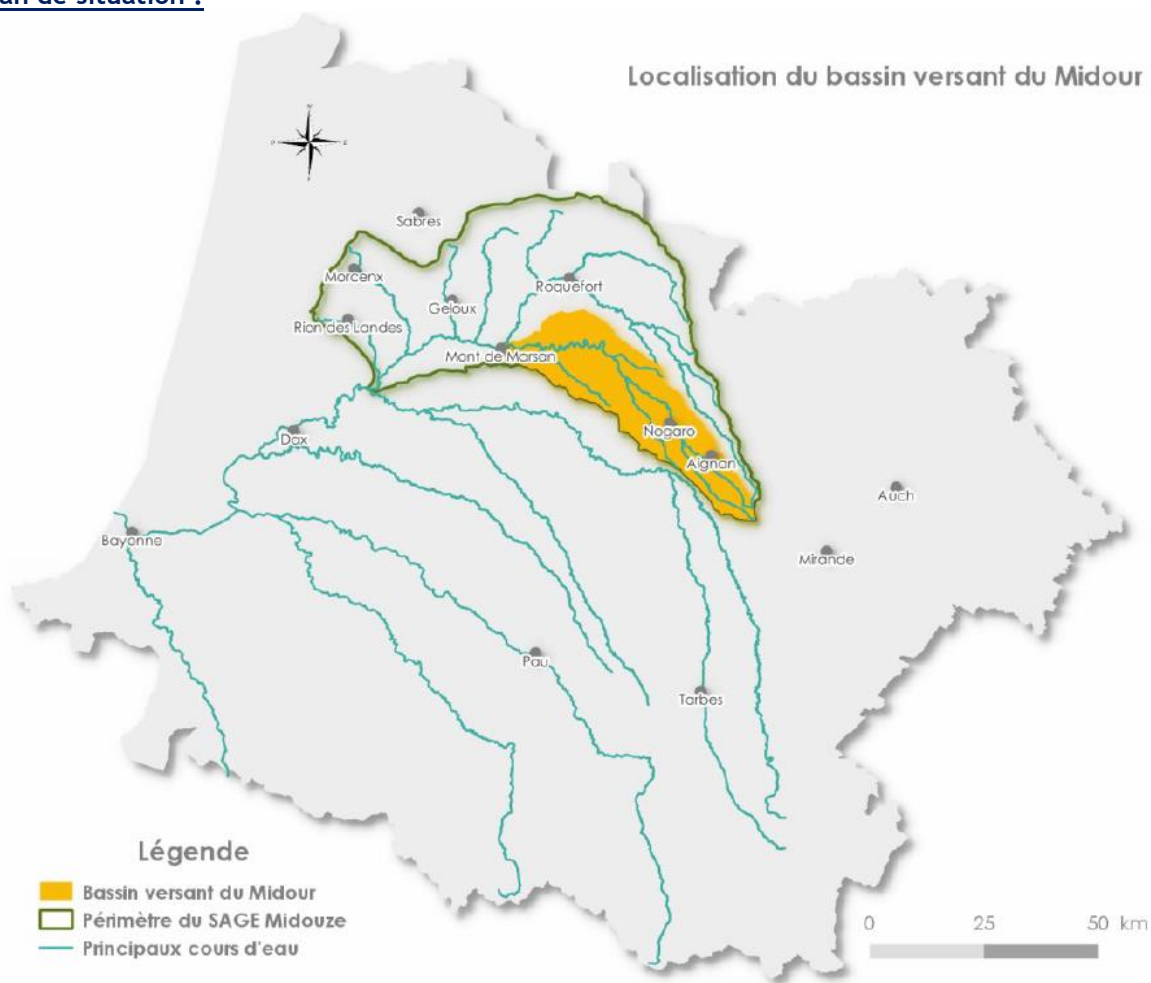 Localisation du bassin versant du Midour
N
O
E
S
Sabres
Morcenx
Roquefort
Geloux
Rion des Landes
Mont de Marsan
Nogaro
Dax
Aignan
Auch
Bayonne
Mirande
Pau
Tarbes
Légende
Bassin versant du Midour
Périmètre du SAGE Midouze
Principaux cours d'eau
0 25 50 km